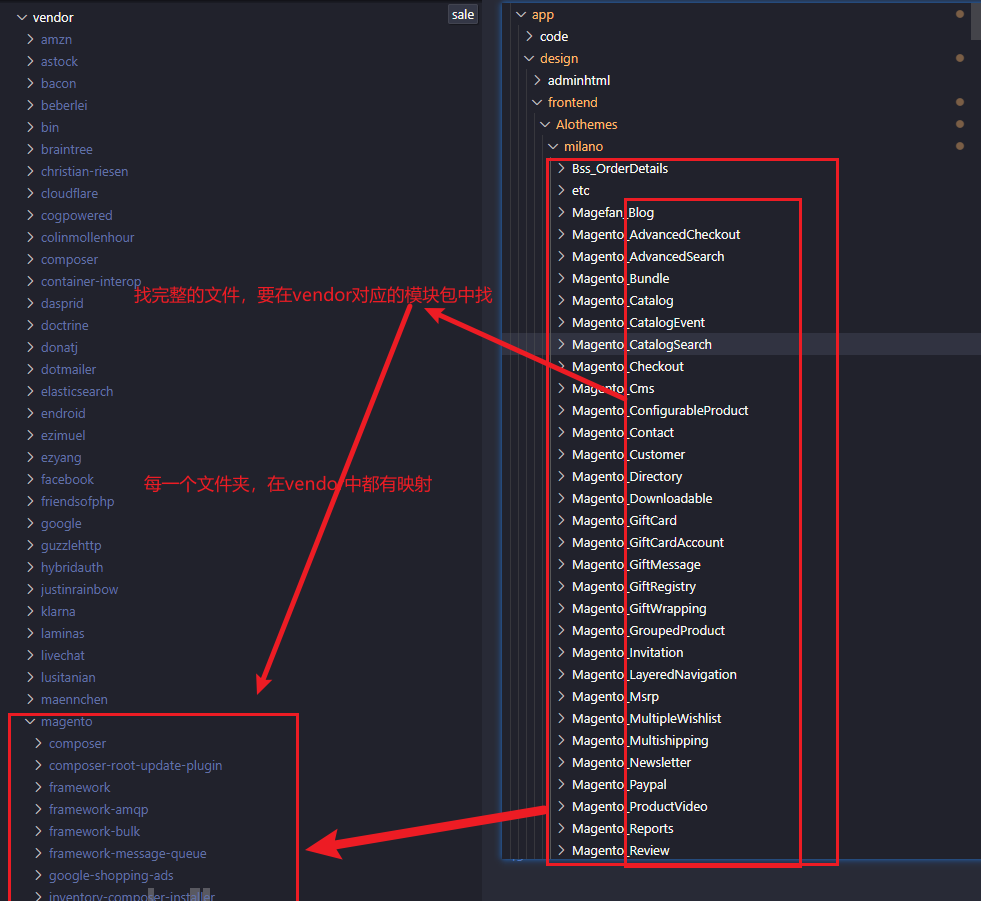 vendor
sale
amzn
astock
bacon
beberlei
bin
braintree
christian-riesen
cloudflare
cogpowered
colinmollenhour
composer
container-interop
dasprid
doctrine
donatj
dotmailer
elasticsearch
endroid
ezimuel
ezyang
facebook
friendsofphp
google
guzzlehttp
hybridauth
justinrainbow
klarna
laminas
livechat
lusitanian
maennchen
magento
composer
composer-root-update-plugin
framework
framework-amqp
framework-bulk
framework-message-queue
google-shopping-ads
inventory-composer-installer
找完整的文件，要在vendor对应的模块包中找
每一个文件夹，在vendor中都有映射
app
code
design
adminhtml
frontend
Alothemes
milano
Bss_OrderDetails
etc
Magefan_Blog
Magento_AdvancedCheckout
Magento_AdvancedSearch
Magento_Bundle
Magento_Catalog
Magento_CatalogEvent
Magento_CatalogSearch
Magento_Checkout
Magento_Cms
Magento_ConfigurableProduct
Magento_Contact
Magento_Customer
Magento_Directory
Magento_Downloadable
Magento_GiftCard
Magento_GiftCardAccount
Magento_GiftMessage
Magento_GiftRegistry
Magento_GiftWrapping
Magento_GroupedProduct
Magento_Invitation
Magento_LayeredNavigation
Magento_Msrp
Magento_MultipleWishlist
Magento_Multishipping
Magento_Newsletter
Magento_Paypal
Magento_ProductVideo
Magento_Reports
Magento_Review